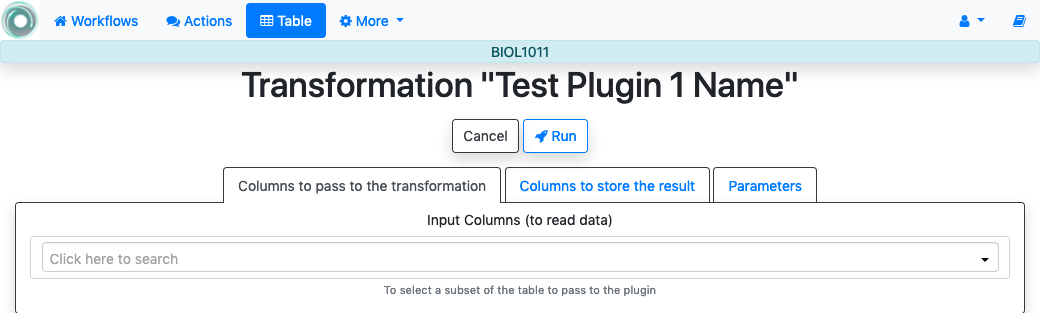 Workflows Actions Table More
BIOL1011
Transformation "Test Plugin 1 Name"
Cancel Run
Columns to pass to the transformation Columns to store the result Parameters
Input Columns (to read data)
Click here to search
To select a subset of the table to pass to the plugin